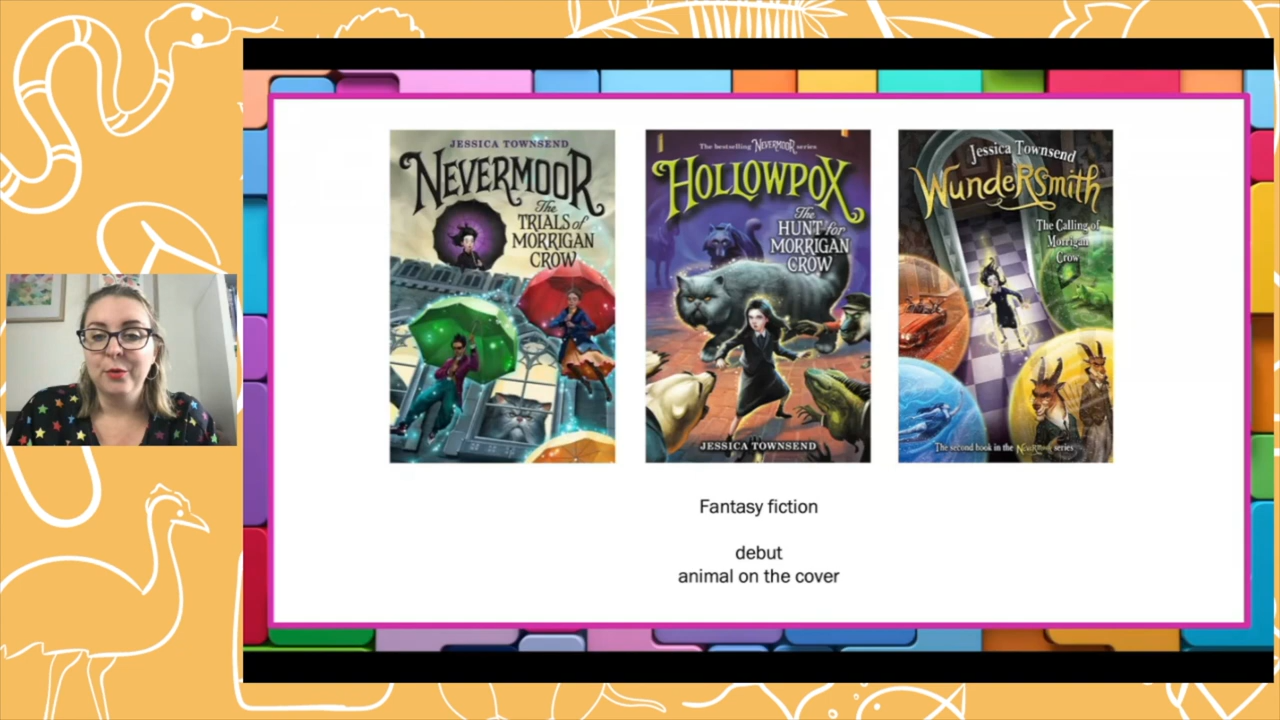 JESSICA TOWNSEND
NEVERMOOR
The
TRIALS of
MORRIGAN
CROW
The bestselling NEVERMOOR series
HOLLOWPOX
The
HUNT for
MORRIGAN
CROW
JESSICA TOWNSEND
Jessica Townsend
WUNDERSMITH
The Calling of
Morrigan
Crow
The second book in the NEVERMOOR series
Fantasy fiction
debut
animal on the cover